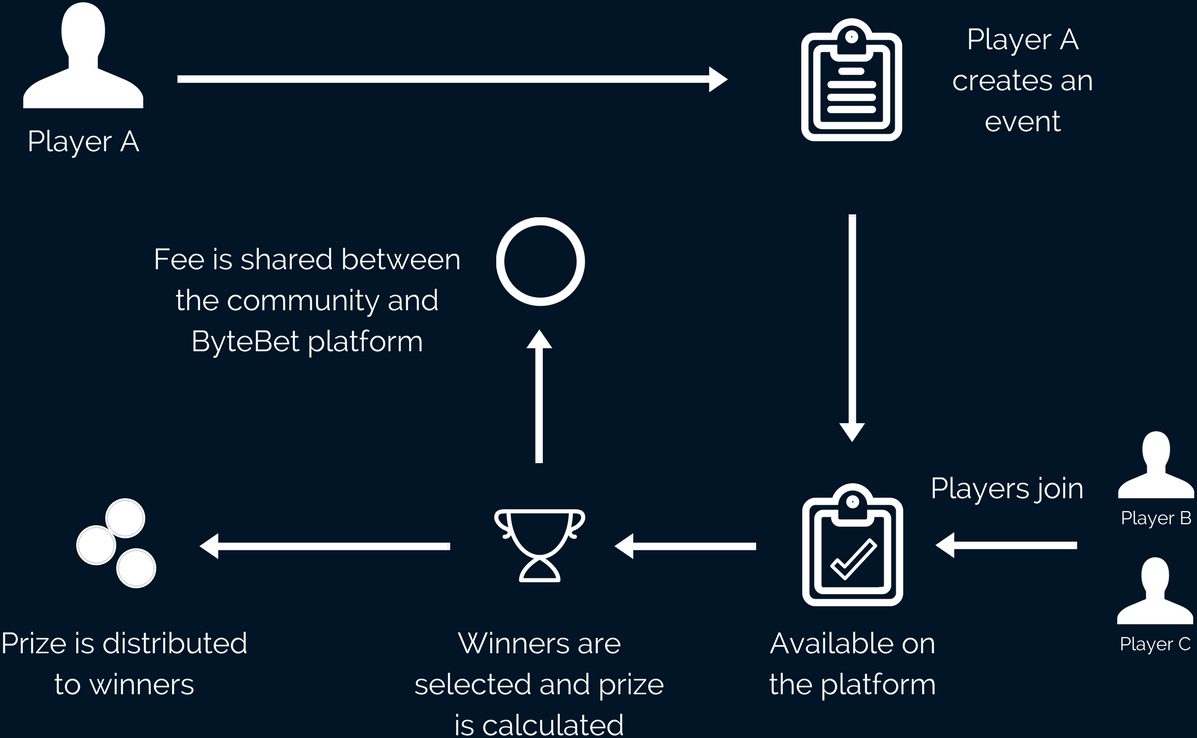 Player A
Player A
creates an
event
Fee is shared between
the community and
ByteBet platform
Players join
Player B
Player C
Prize is distributed
to winners
Winners are
selected and prize
is calculated
Available on
the platform